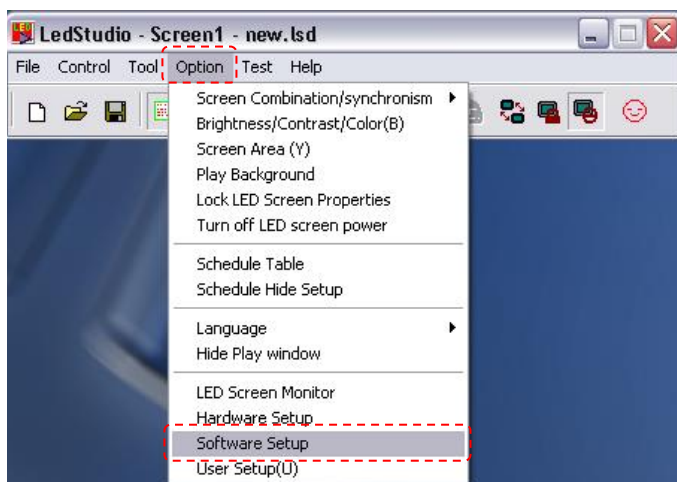 LedStudio - Screen1 - new.lsd
File Control Tool Option Test Help
Screen Combination/synchronism
Brightness/Contrast/Color(B)
Screen Area (Y)
Play Background
Lock LED Screen Properties
Turn off LED screen power
Schedule Table
Schedule Hide Setup
Language
Hide Play window
LED Screen Monitor
Hardware Setup
Software Setup
User Setup(U)